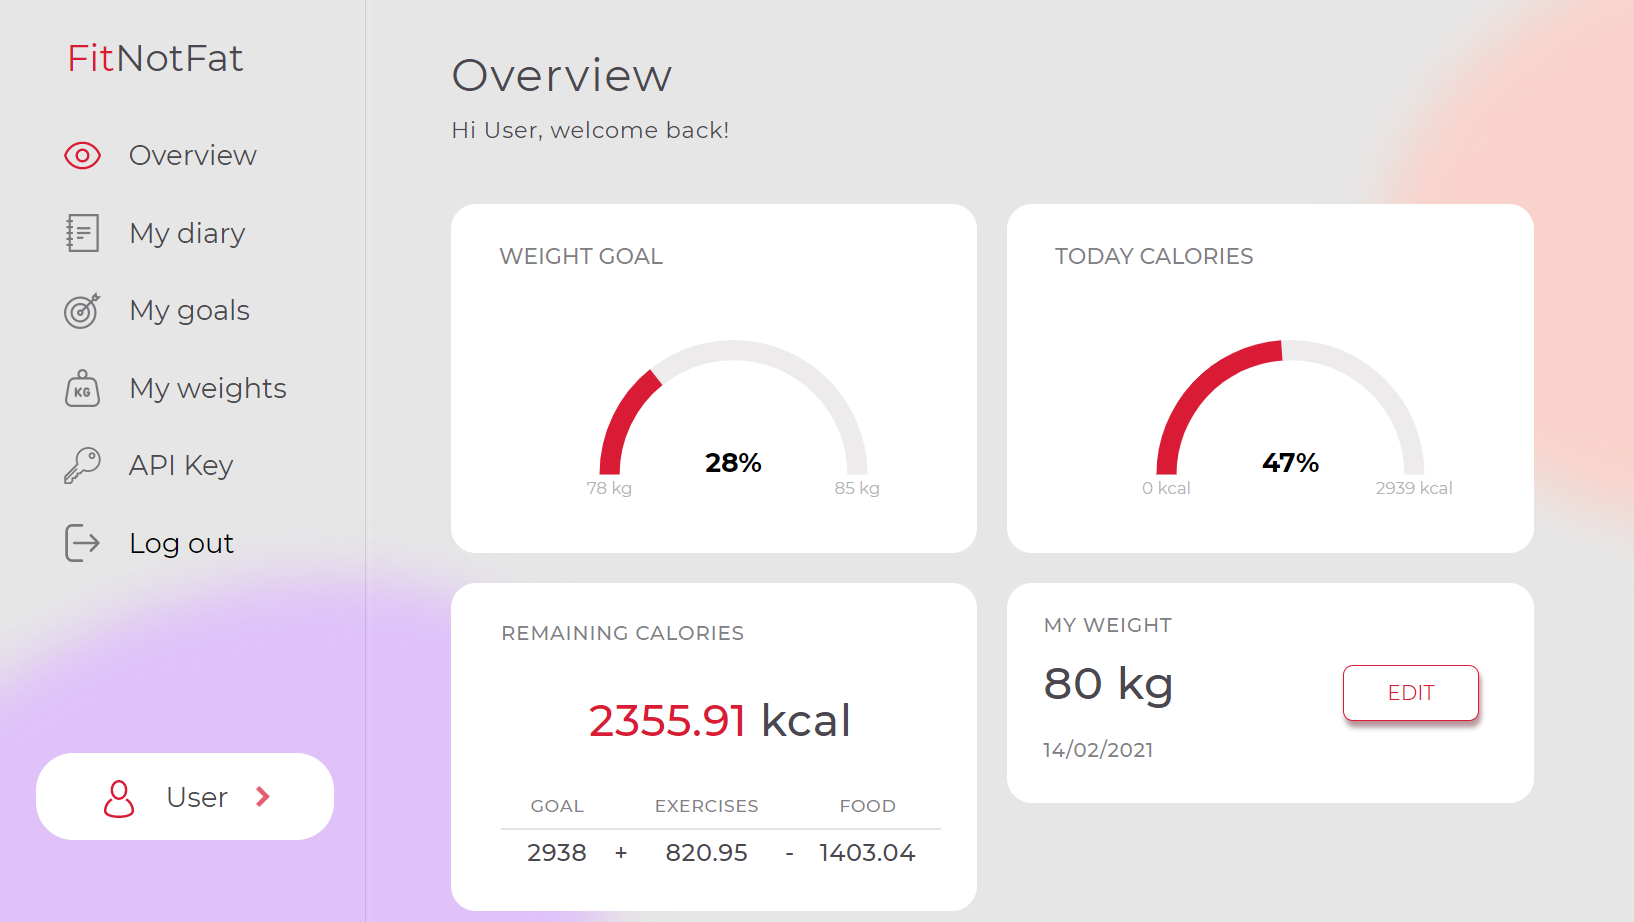 FitNotFat
Overview
My diary
My goals
KG
My weights
API Key
Log out
User
Overview
Hi User, welcome back!
WEIGHT GOAL
28%
78 kg 85 kg
TODAY CALORIES
47%
0 kcal 2939 kcal
REMAINING CALORIES
2355.91 kcal
GOAL EXERCISES FOOD
2938 + 820.95 - 1403.04
MY WEIGHT
80 kg
EDIT
14/02/2021